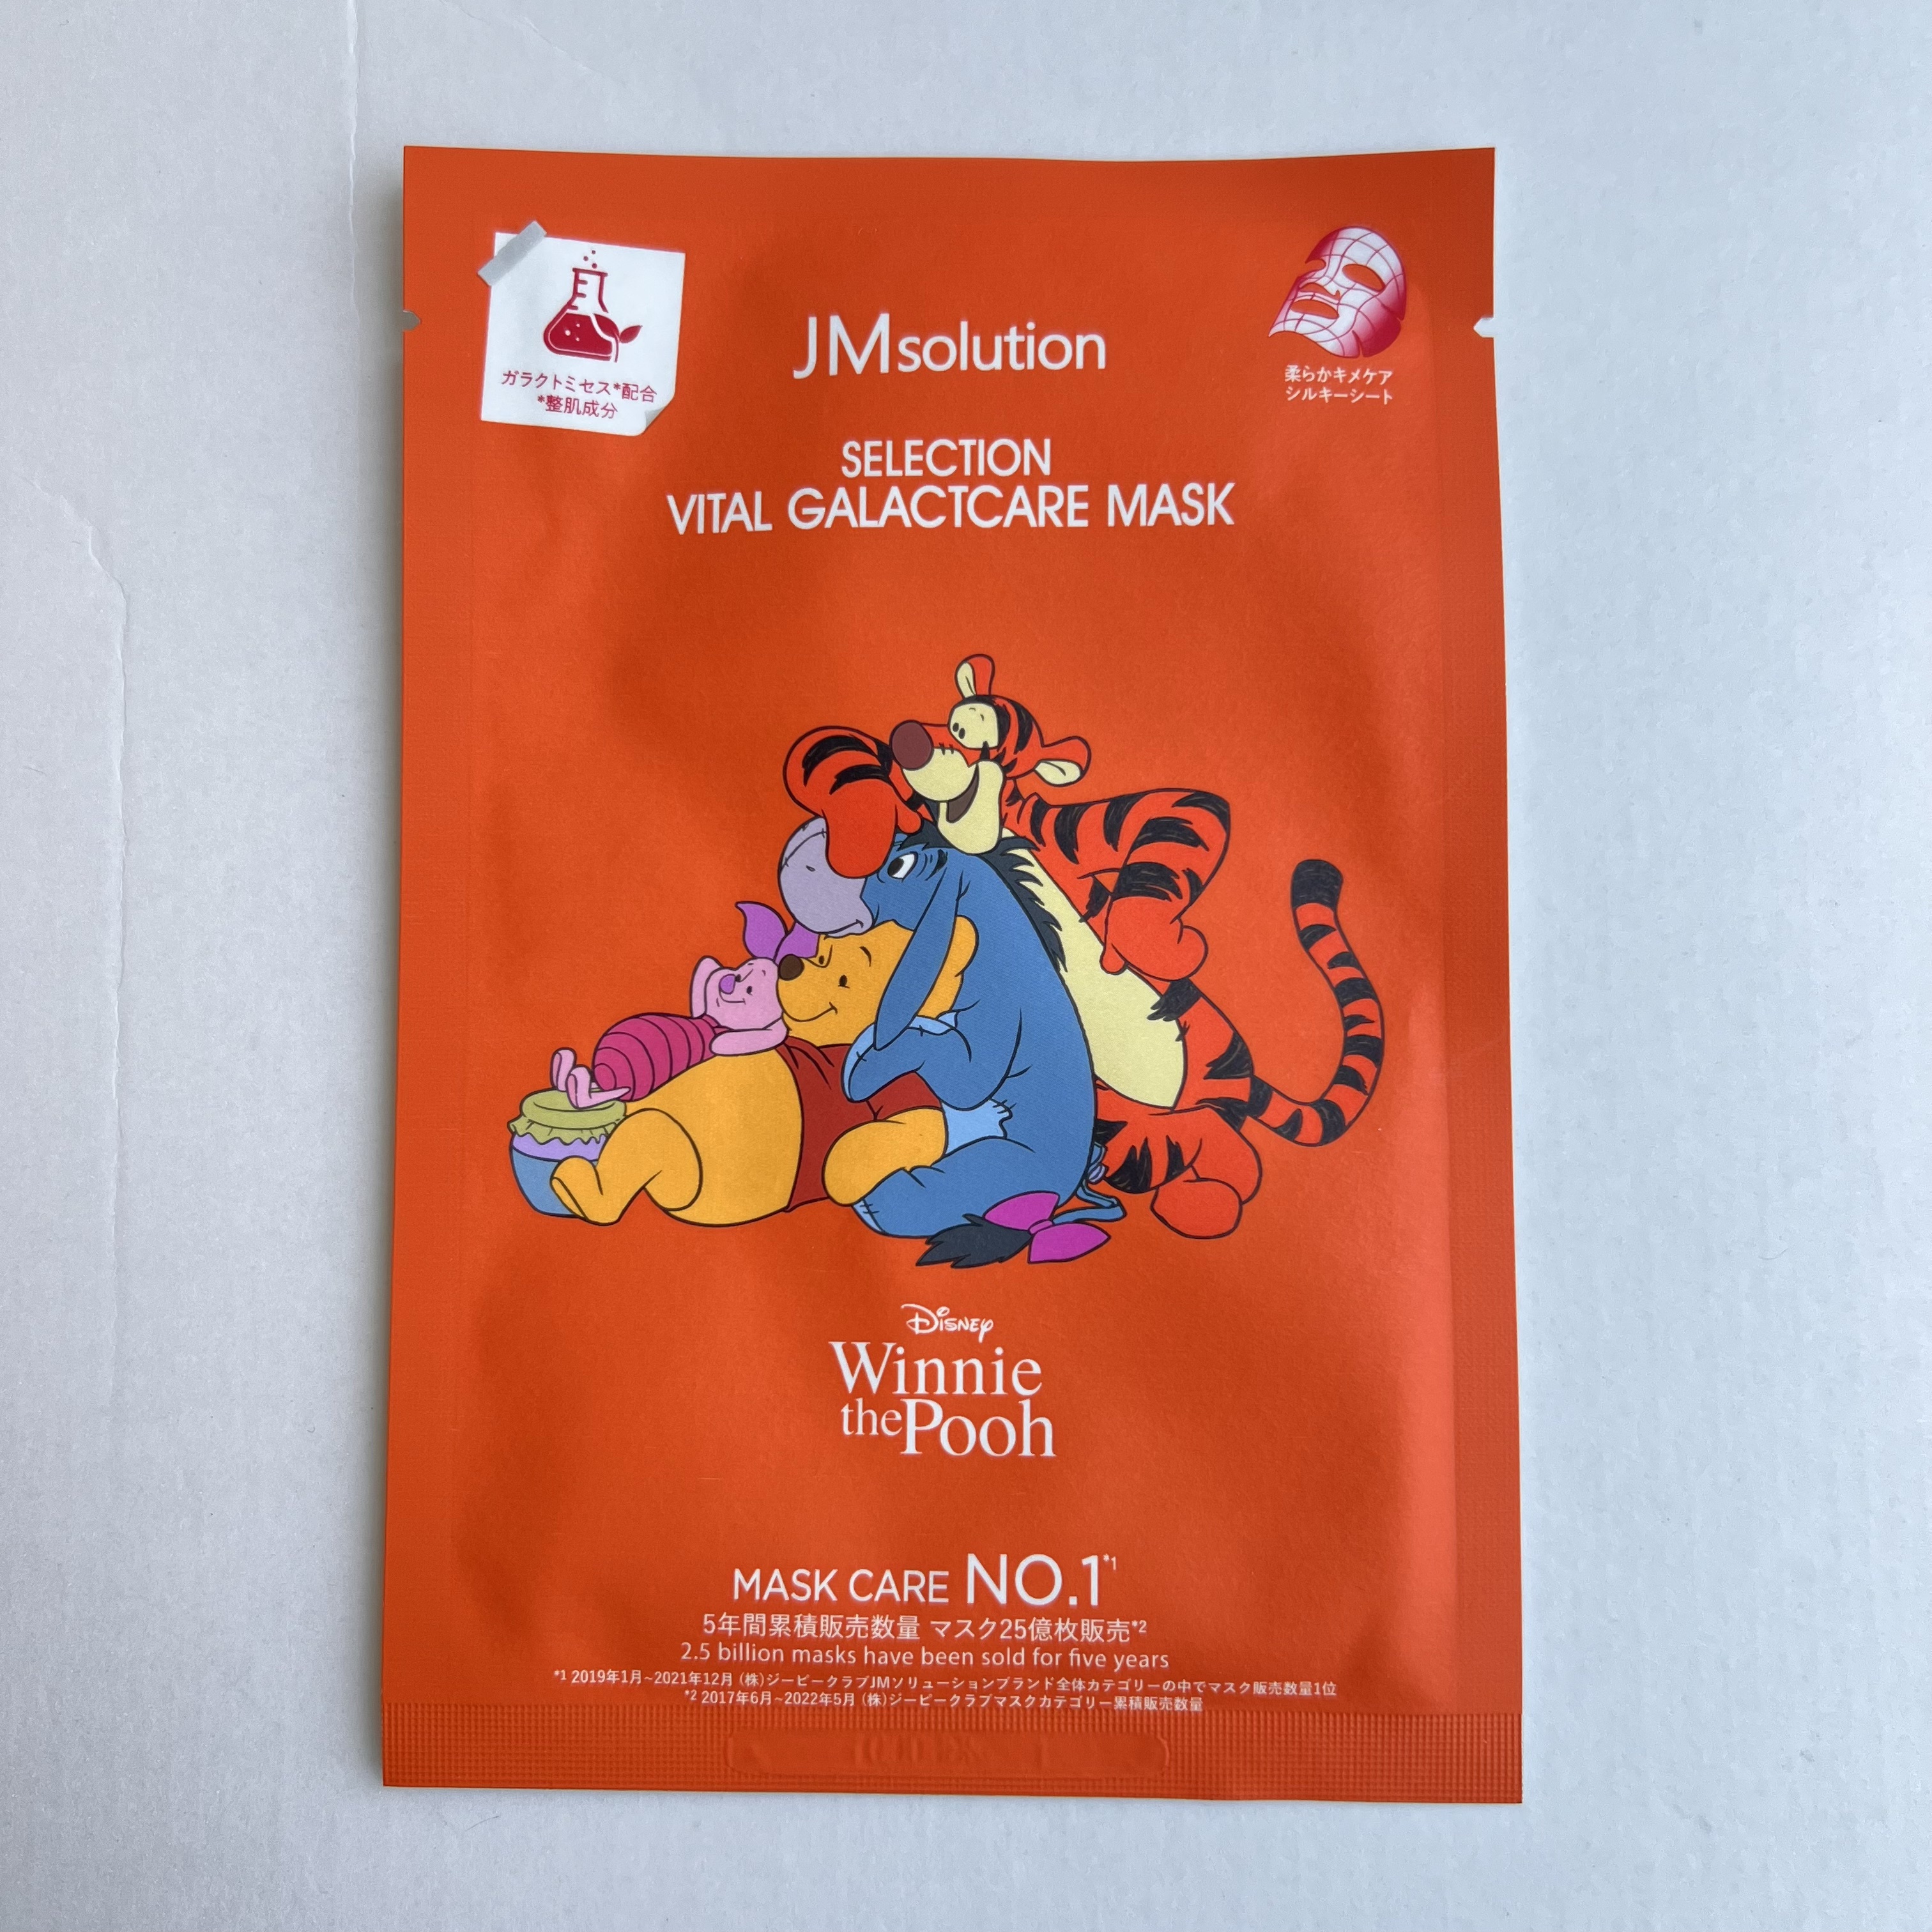 ガラクトミセス*配合
*整肌成分
JMsolution
柔らかキメケア
シルキーシート
SELECTION
VITAL GALACTCARE MASK
Disney
Winnie
the Pooh
MASK CARE NO.1*1
5年間累積販売数量 マスク25億枚販売*2
2.5 billion masks have been sold for five years
*1 2019年1月~2021年12月 (株)ジーピークラブJMソリューションブランド全体カテゴリーの中でマスク販売数量1位
*2 2017年6月~2022年5月 (株)ジーピークラブマスクカテゴリー累積販売数量